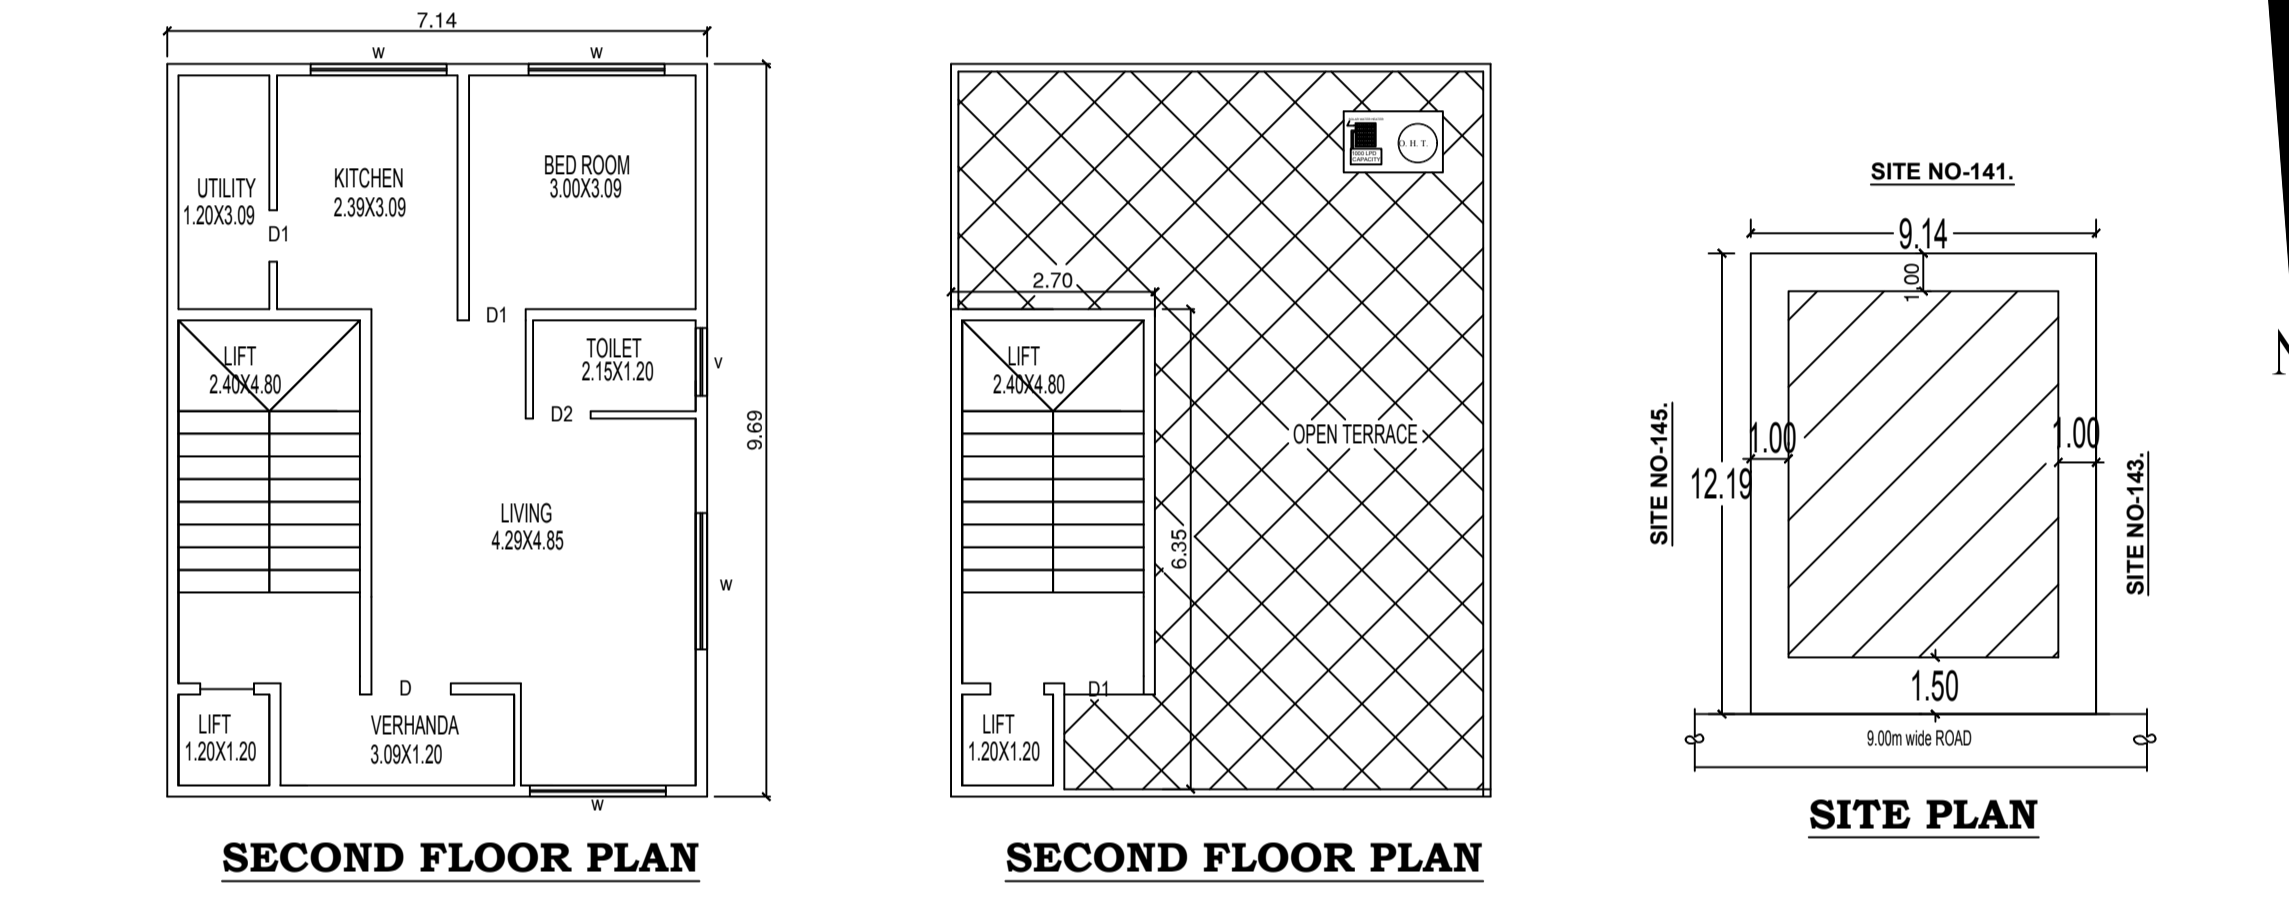 7.14
W
W
UTILITY
1.20X3.09
D1
KITCHEN
2.39X3.09
BED ROOM
3.00X3.09
D1
LIFT
2.40X4.80
TOILET
2.15X1.20
V
D2
9.69
LIVING
4.29X4.85
W
D
LIFT
1.20X1.20
VERHANDA
3.09X1.20
W
SECOND FLOOR PLAN
1000 LPD
CAPACITY
O. H. T.
2.70
LIFT
2.40X4.80
OPEN TERRACE
6.35
D1
LIFT
1.20X1.20
SECOND FLOOR PLAN
SITE NO-141.
9.14
1.00
1.00
1.00
SITE NO-145.
12.19
SITE NO-143.
1.50
9.00m wide ROAD
SITE PLAN